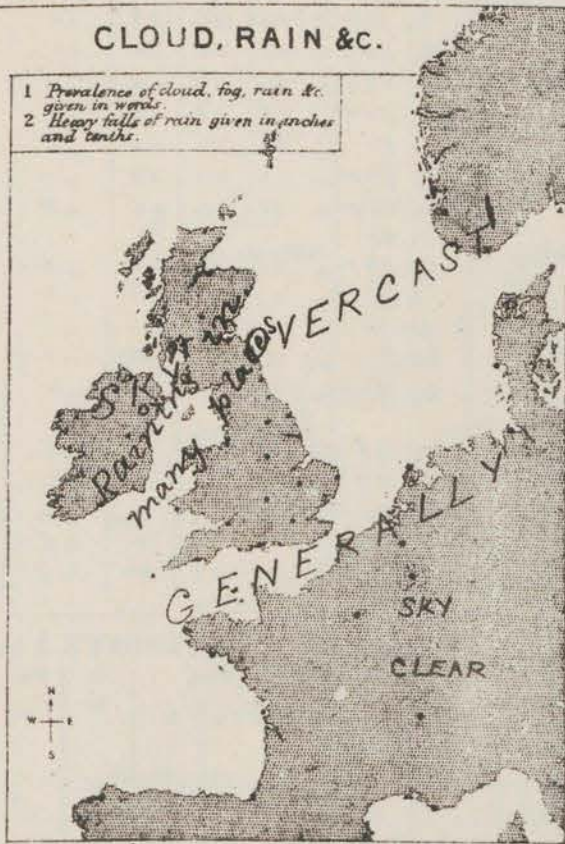 CLOUD, RAIN &c.
1 Prevalence of cloud, fog, rain &c.
given in words.
2 Heavy falls of rain given in inches
and tenths.
SKY OVERCAST
Raining in
many places
GENERALLY
SKY
CLEAR
N
W E
S